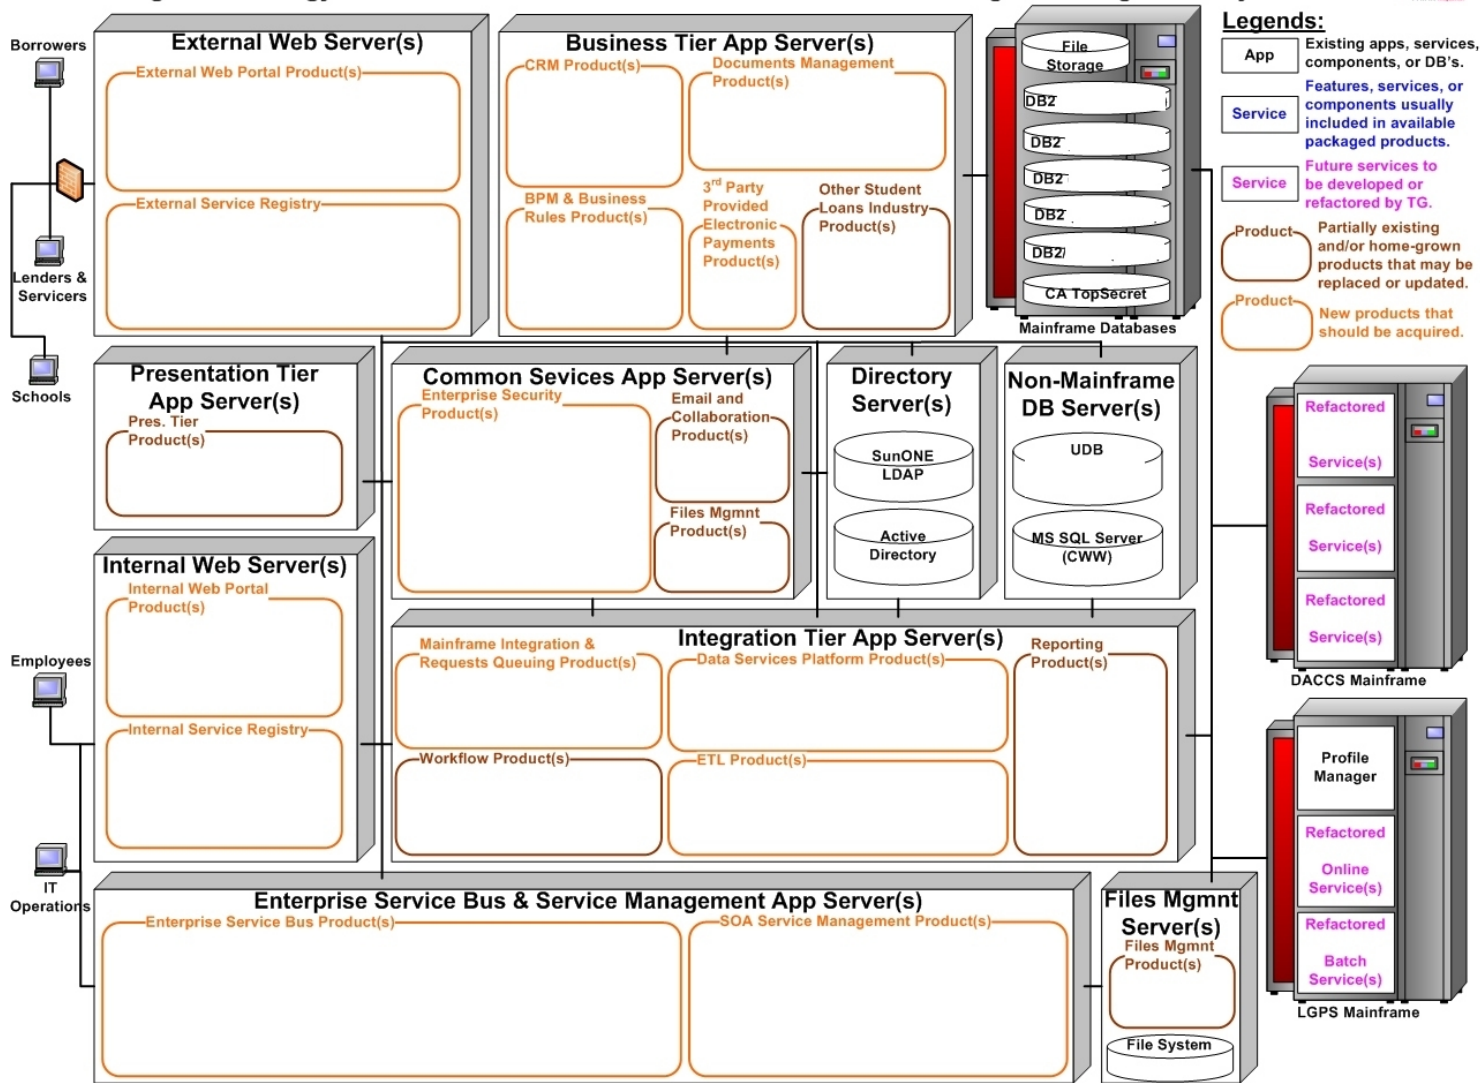 Borrowers
Lenders &
Servicers
Schools
External Web Server(s)
External Web Portal Product(s)
External Service Registry
Business Tier App Server(s)
CRM Product(s)
Documents Management
Product(s)
BPM & Business
Rules Product(s)
3rd Party
Provided
Electronic
Payments
Product(s)
Other Student
Loans Industry
Product(s)
File
Storage
DB2
DB2
DB2
DB2
DB2/
CA TopSecret
Mainframe Databases
Legends:
App
Existing apps, services,
components, or DB's.
Service
Features, services, or
components usually
included in available
packaged products.
Service
Future services to
be developed or
refactored by TG.
Product
Partially existing
and/or home-grown
products that may be
replaced or updated.
Product
New products that
should be acquired.
Presentation Tier
App Server(s)
Pres. Tier
Product(s)
Common Sevices App Server(s)
Enterprise Security
Product(s)
Email and
Collaboration
Product(s)
Files Mgmnt
Product(s)
Directory
Server(s)
SunONE
LDAP
Active
Directory
Non-Mainframe
DB Server(s)
UDB
MS SQL Server
(CWW)
Refactored
Service(s)
Refactored
Service(s)
Refactored
Service(s)
DACCS Mainframe
Employees
IT
Operations
Internal Web Server(s)
Internal Web Portal
Product(s)
Internal Service Registry
Integration Tier App Server(s)
Mainframe Integration &
Requests Queuing Product(s)
Data Services Platform Product(s)
Reporting
Product(s)
Workflow Product(s)
ETL Product(s)
Profile
Manager
Refactored
Online
Service(s)
Refactored
Batch
Service(s)
LGPS Mainframe
Enterprise Service Bus & Service Management App Server(s)
Enterprise Service Bus Product(s)
SOA Service Management Product(s)
Files Mgmnt
Server(s)
Files Mgmnt
Product(s)
File System